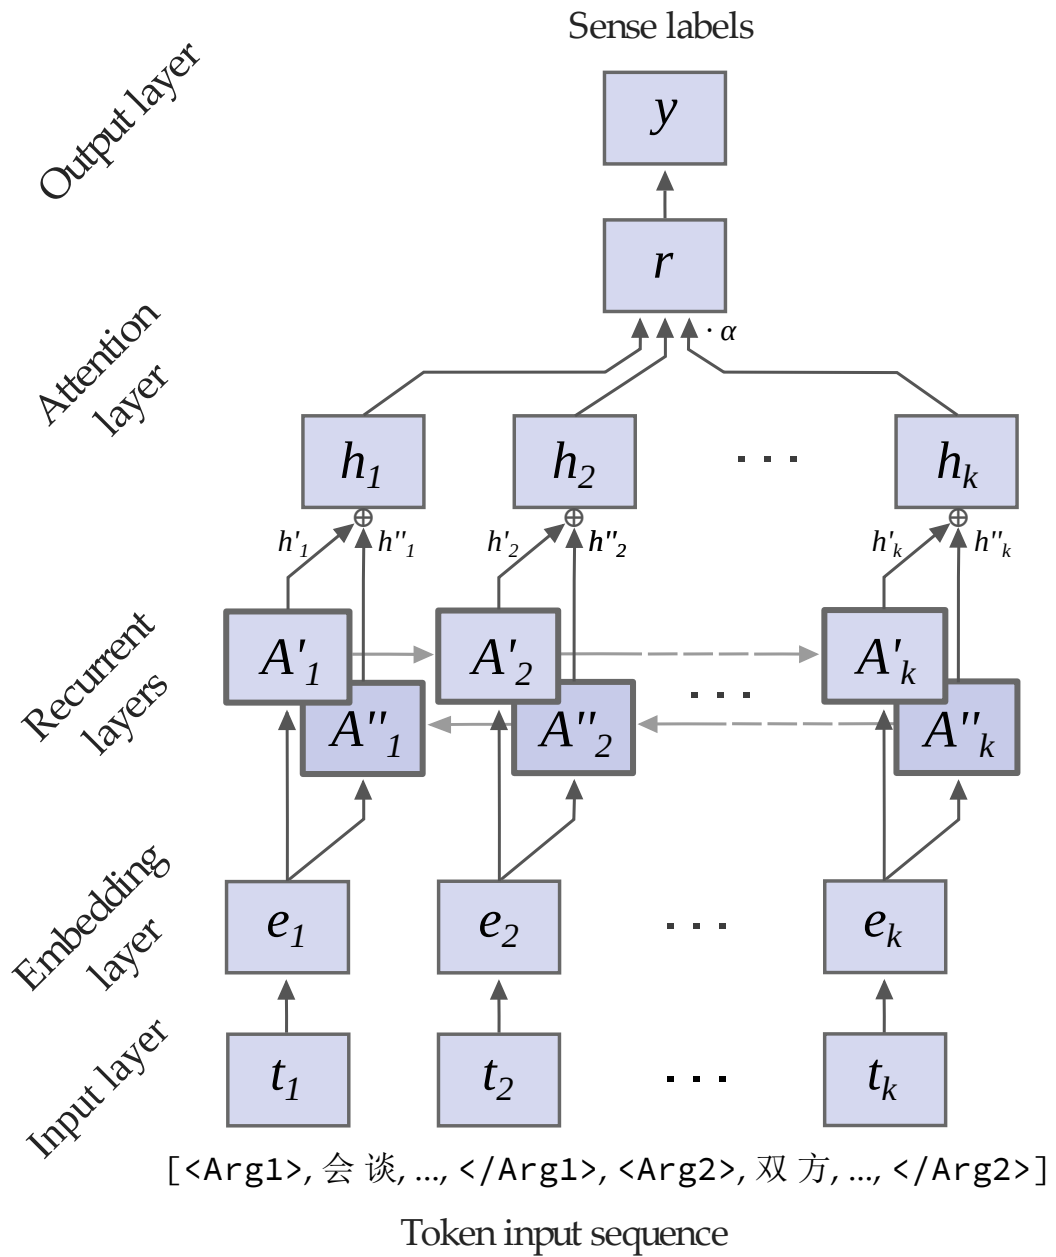 Sense labels
Output layer
y
r
· α
Attention
layer
h1 h2 . . . hk
h'1 h''1 h'2 h''2 h'k h''k
Recurrent
layers
A'1 A'2 A'k
. . .
A''1 A''2 A''k
Embedding
layer
e1 e2 . . . ek
Input layer
t1 t2 . . . tk
[<Arg1>, 会 谈, ..., </Arg1>, <Arg2>, 双 方, ..., </Arg2>]
Token input sequence